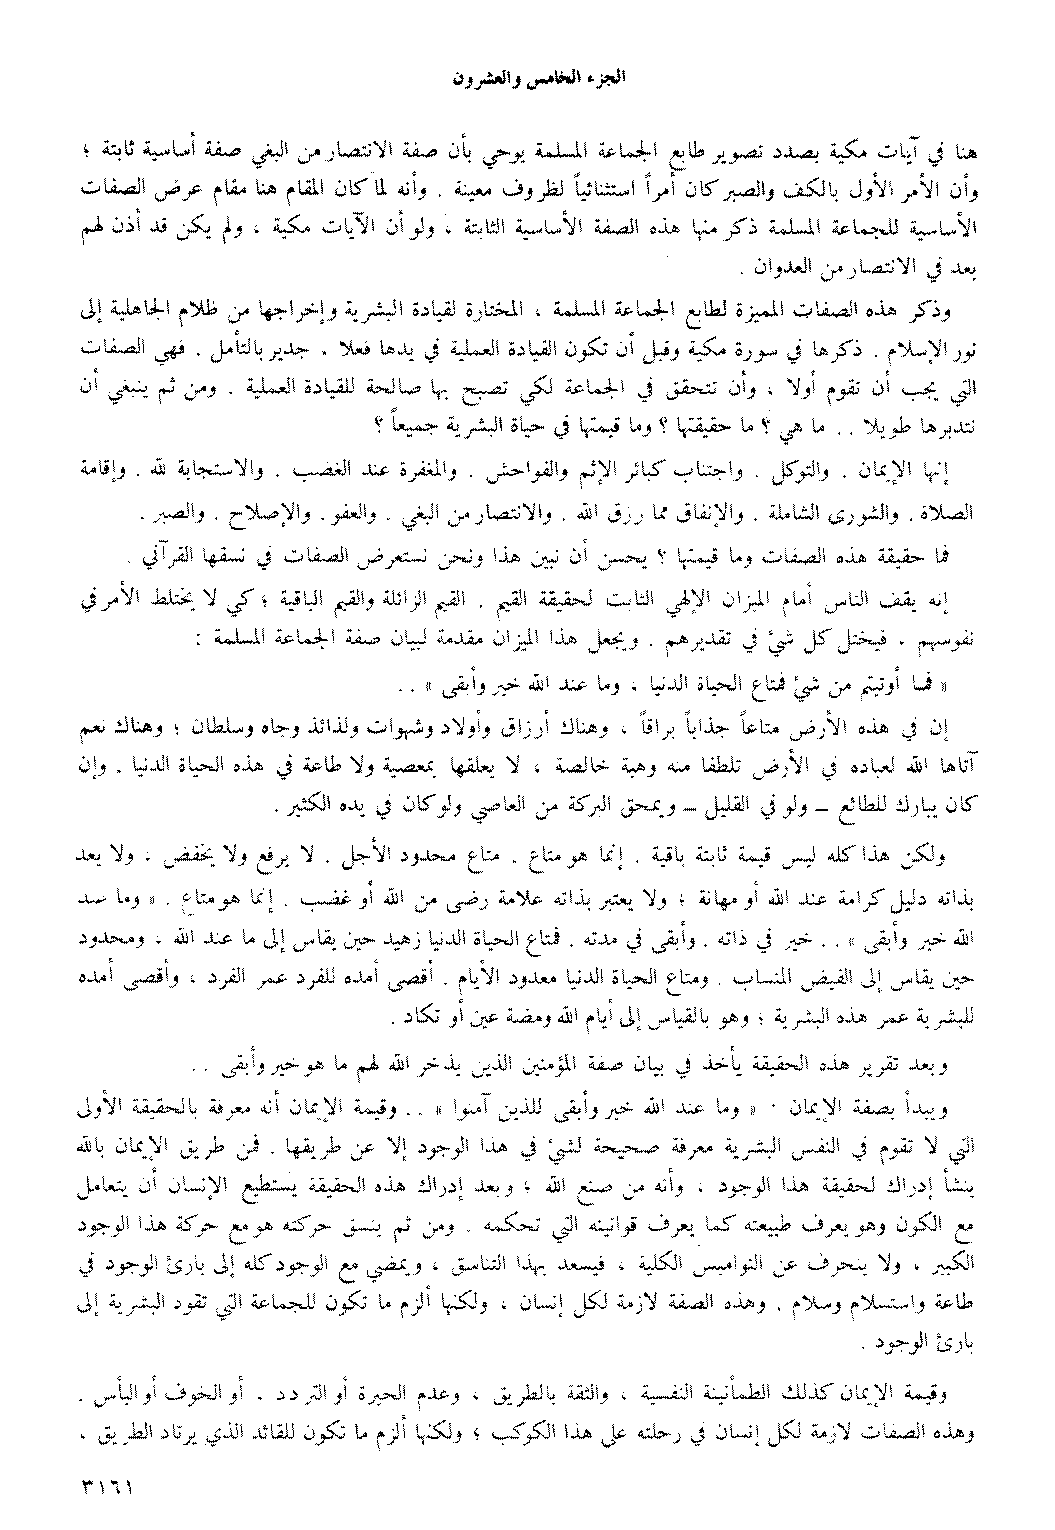 الجزء الخامس والعشرون
هنا في آيات مكية بصدد تصوير طابع الجماعة المسلمة يوحي بأن صفة الانتصار من البغي صفة أساسية ثابتة ؛
وأن الأمر الأول بالكف والصبر كان أمراً استثنائياً لظروف معينة . وأنه لما كان المقام هنا مقام عرض الصفات
الأساسية للجماعة المسلمة ذكر منها هذه الصفة الأساسية الثابتة ، ولو أن الآيات مكية ، ولم يكن قد أذن لهم
بعد في الانتصار من العدوان .
وذكر هذه الصفات المميزة لطابع الجماعة المسلمة ، المختارة لقيادة البشرية وإخراجها من ظلام الجاهلية إلى
نور الإسلام . ذكرها في سورة مكية وقبل أن تكون القيادة العملية في يدها فعلا ، جدير بالتأمل . فهي الصفات
التي يجب أن تقوم أولا ، وأن تتحقق في الجماعة لكي تصبح بها صالحة للقيادة العملية . ومن ثم ينبغي أن
نتدبرها طويلا . . ما هي ؟ ما حقيقتها ؟ وما قيمتها في حياة البشرية جميعاً ؟
إنها الإيمان . والتوكل . واجتناب كبائر الإثم والفواحش . والمغفرة عند الغضب . والاستجابة لله . وإقامة
الصلاة . والشورى الشاملة . والإنفاق مما رزق الله . والانتصار من البغي . والعفو . والإصلاح . والصبر .
فما حقيقة هذه الصفات وما قيمتها ؟ يحسن أن نبين هذا ونحن نستعرض الصفات في نسقها القرآني .
إنه يقف الناس أمام الميزان الإلهي الثابت لحقيقة القيم . القيم الزائلة والقيم الباقية ؛ كي لا يختلط الأمر في
نفوسهم ، فيختل كل شيء في تقديرهم . ويجعل هذا الميزان مقدمة لبيان صفة الجماعة المسلمة :
« فما أوتيتم من شيء فمتاع الحياة الدنيا ، وما عند الله خير وأبقى » . .
إن في هذه الأرض متاعاً جذاباً براقاً ، وهناك أرزاق وأولاد وشهوات ولذائذ وجاه وسلطان ؛ وهناك نعم
آتاها الله لعباده في الأرض تلطفا منه وهبة خالصة ، لا يعلقها بمعصية ولا طاعة في هذه الحياة الدنيا . وإن
كان يبارك للطائع – ولو في القليل – ويمحق البركة من العاصي ولو كان في يده الكثير .
ولكن هذا كله ليس قيمة ثابتة باقية . إنما هو متاع . متاع محدود الأجل . لا يرفع ولا يخفض ، ولا يعد
بذاته دليل كرامة عند الله أو مهانة ؛ ولا يعتبر بذاته علامة رضى من الله أو غضب . إنما هو متاع . « وما عند
الله خير وأبقى » . . خير في ذاته . وأبقى في مدته . فمتاع الحياة الدنيا زهيد حين يقاس إلى ما عند الله ، ومحدود
حين يقاس إلى الفيض المنساب . ومتاع الحياة الدنيا معدود الأيام . أقصى أمده للفرد عمر الفرد ، وأقصى أمده
للبشرية عمر هذه البشرية ؛ وهو بالقياس إلى أيام الله ومضة عين أو تكاد .
وبعد تقرير هذه الحقيقة يأخذ في بيان صفة المؤمنين الذين يذخر الله لهم ما هو خير وأبقى . .
ويبدأ بصفة الإيمان : « وما عند الله خير وأبقى للذين آمنوا » . . وقيمة الإيمان أنه معرفة بالحقيقة الأولى
التي لا تقوم في النفس البشرية معرفة صحيحة لشيء في هذا الوجود إلا عن طريقها . فمن طريق الإيمان بالله
ينشأ إدراك لحقيقة هذا الوجود ، وأنه من صنع الله ؛ وبعد إدراك هذه الحقيقة يستطيع الإنسان أن يتعامل
مع الكون وهو يعرف طبيعته كما يعرف قوانينه التي تحكمه . ومن ثم ينسق حركته هو مع حركة هذا الوجود
الكبير ، ولا ينحرف عن النواميس الكلية ، فيسعد بهذا التناسق ، ويمضي مع الوجود كله إلى بارئ الوجود في
طاعة واستسلام وسلام . وهذه الصفة لازمة لكل إنسان ، ولكنها ألزم ما تكون للجماعة التي تقود البشرية إلى
بارئ الوجود .
وقيمة الإيمان كذلك الطمأنينة النفسية ، والثقة بالطريق ، وعدم الحيرة أو التردد ، أو الخوف أو اليأس .
وهذه الصفات لازمة لكل إنسان في رحلته على هذا الكوكب ؛ ولكنها ألزم ما تكون للقائد الذي يرتاد الطريق ،
٣١٦١